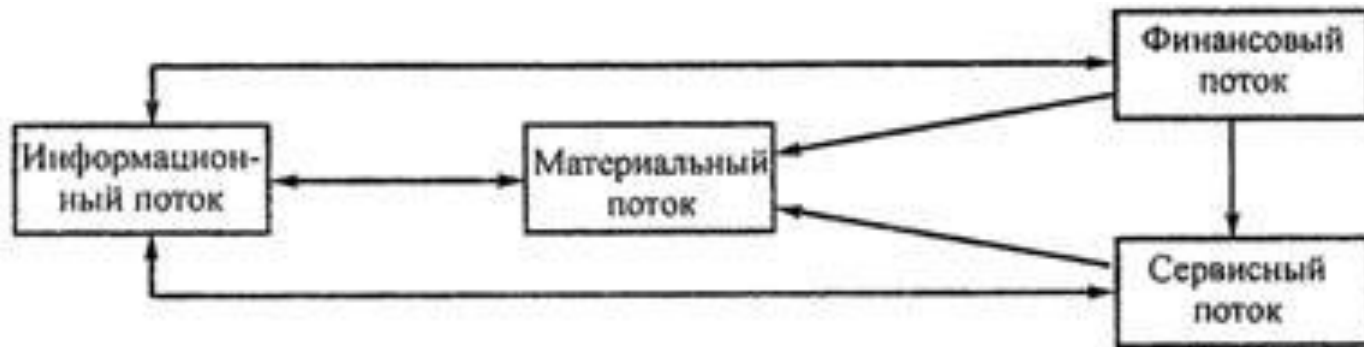 Финансовый
поток
Информацион-
ный поток
Материальный
поток
Сервисный
поток